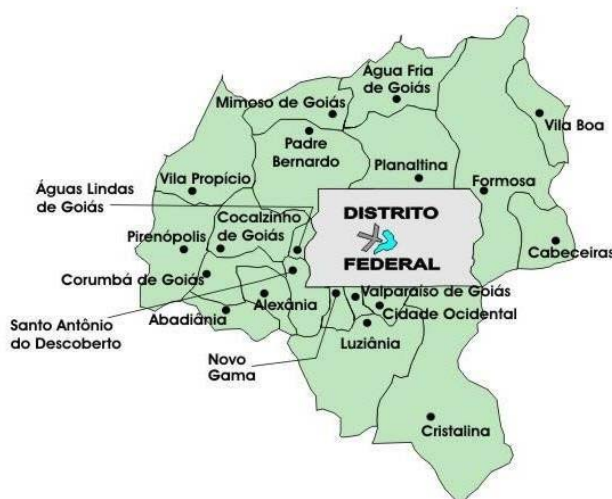 Água Fria
de Goiás
Mimoso de Goiás
Vila Boa
Padre
Bernardo
Planaltina
Vila Propício
Formosa
Águas Lindas
de Goiás
DISTRITO
FEDERAL
Cocalzinho
de Goiás
Pirenópolis
Cabeceiras
Corumbá de Goiás
Valparaíso de Goiás
Alexânia
Cidade Ocidental
Abadiânia
Santo Antônio
do Descoberto
Luziânia
Novo
Gama
Cristalina